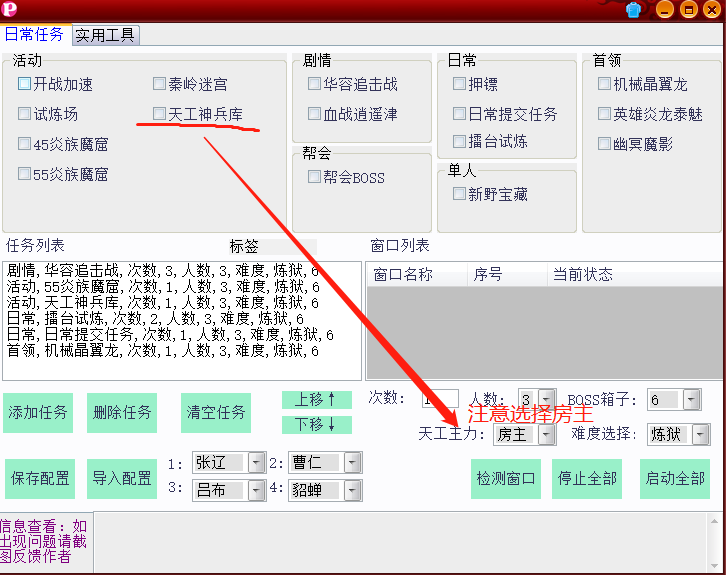 日常任务 实用工具
活动
开战加速 秦岭迷宫
试炼场 天工神兵库
45炎族魔窟
55炎族魔窟
剧情
华容追击战
血战逍遥津
帮会
帮会BOSS
日常
押镖
日常提交任务
擂台试炼
单人
新野宝藏
首领
机械晶翼龙
英雄炎龙泰魅
幽冥魔影
任务列表 标签
剧情,华容追击战,次数,3,人数,3,难度,炼狱,6
活动,55炎族魔窟,次数,1,人数,3,难度,炼狱,6
活动,天工神兵库,次数,1,人数,3,难度,炼狱,6
日常,擂台试炼,次数,2,人数,3,难度,炼狱,6
日常,日常提交任务,次数,1,人数,3,难度,炼狱,6
首领,机械晶翼龙,次数,1,人数,3,难度,炼狱,6
窗口列表
窗口名称 序号 当前状态
添加任务 删除任务 清空任务 上移↑
下移↓
次数: 人数: 3 BOSS箱子: 6
注意选择房主
天工主力: 房主 难度选择: 炼狱
保存配置 导入配置
1: 张辽 2: 曹仁
3: 吕布 4: 貂蝉
检测窗口 停止全部 启动全部
信息查看: 如
出现问题请截
图反馈作者